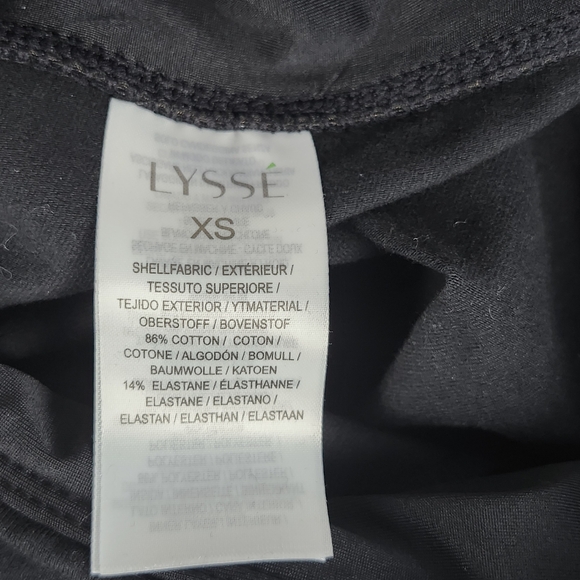 LYSSÉ
XS
SHELLFABRIC / EXTÉRIEUR /
TESSUTO SUPERIORE /
TEJIDO EXTERIOR / YTMATERIAL /
OBERSTOFF / BOVENSTOF
86% COTTON / COTON /
COTONE / ALGODÓN / BOMULL /
BAUMWOLLE / KATOEN
14% ELASTANE / ÉLASTHANNE /
ELASTANE / ELASTANO /
ELASTAN / ELASTHAN / ELASTAAN